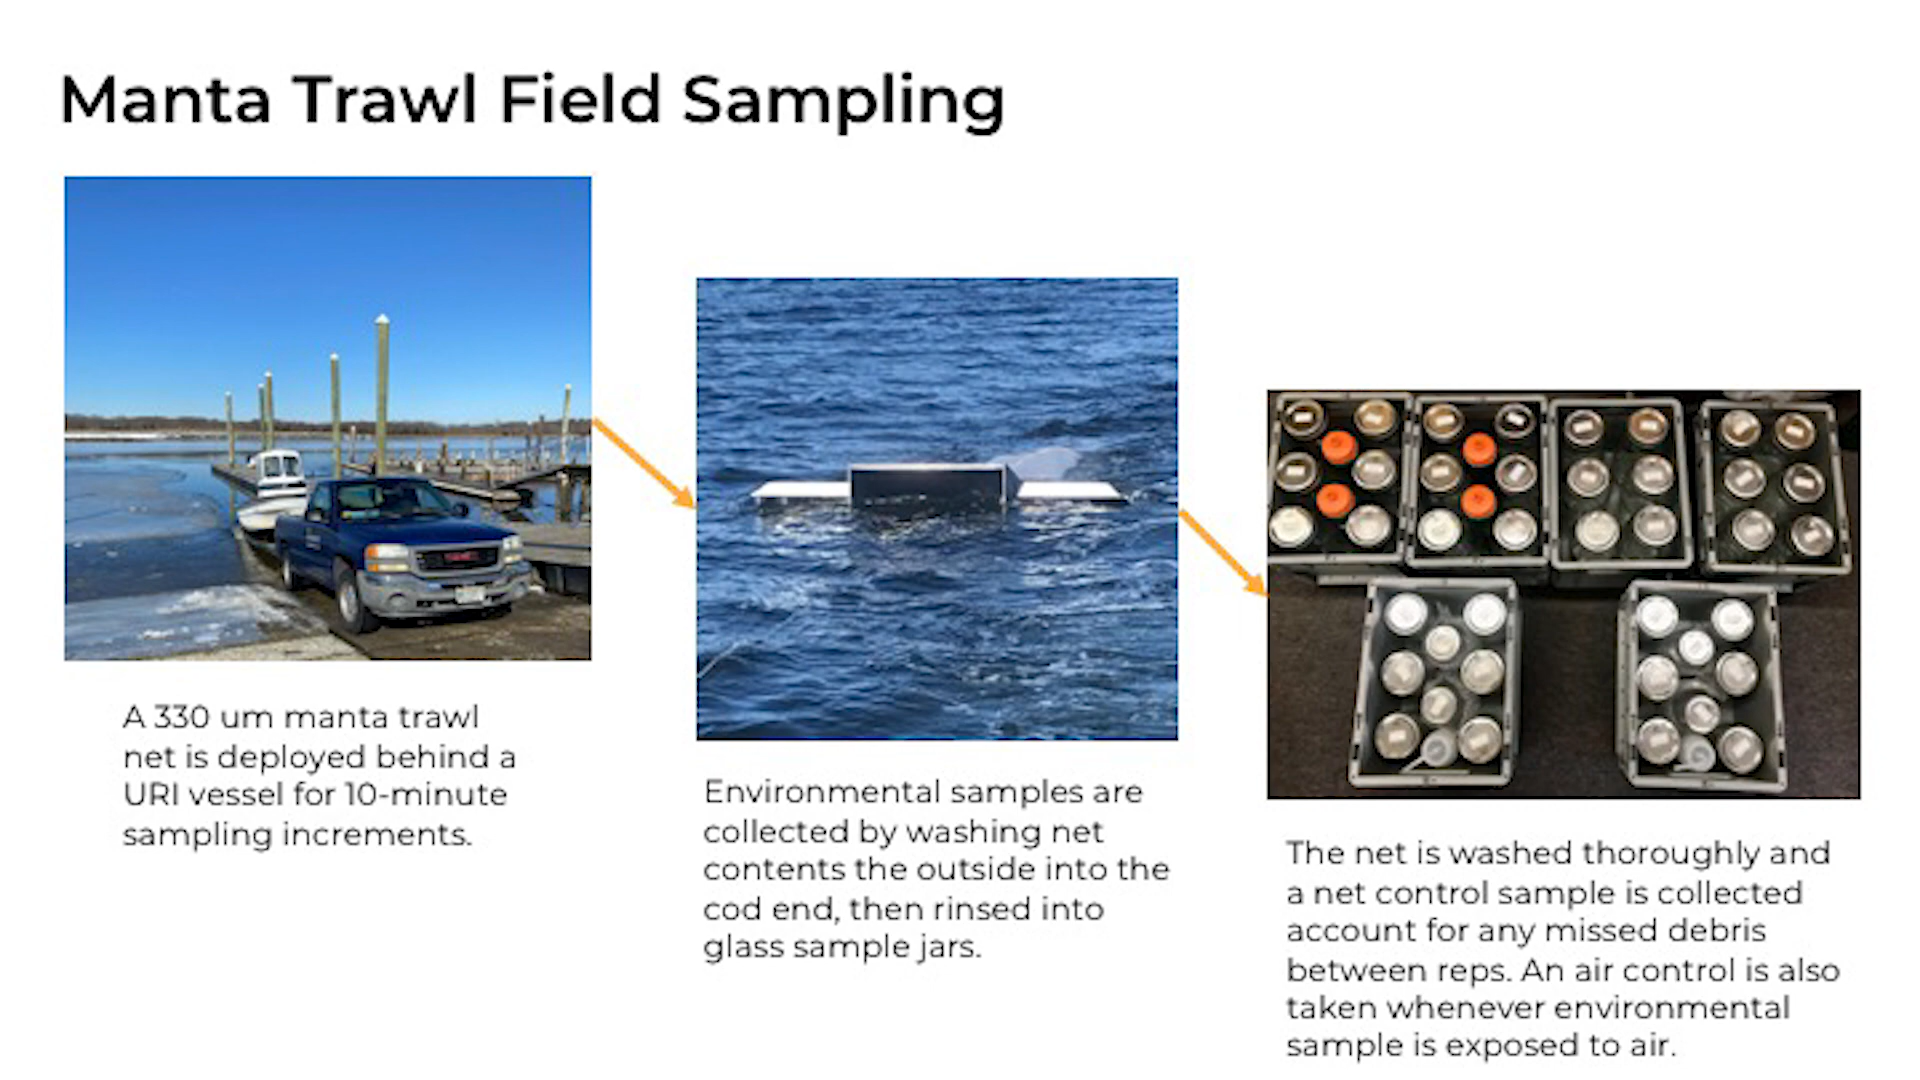 Manta Trawl Field Sampling
A 330 um manta trawl
net is deployed behind a
URI vessel for 10-minute
sampling increments.
Environmental samples are
collected by washing net
contents the outside into the
cod end, then rinsed into
glass sample jars.
The net is washed thoroughly and
a net control sample is collected
account for any missed debris
between reps. An air control is also
taken whenever environmental
sample is exposed to air.